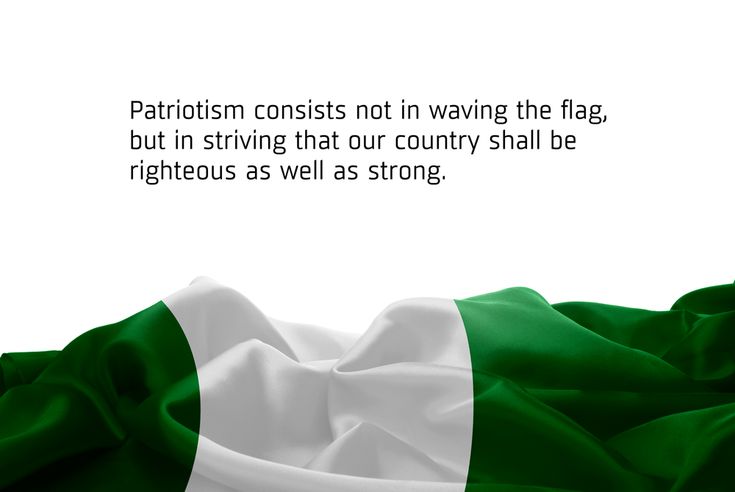 Patriotism consists not in waving the flag,
but in striving that our country shall be
righteous as well as strong.